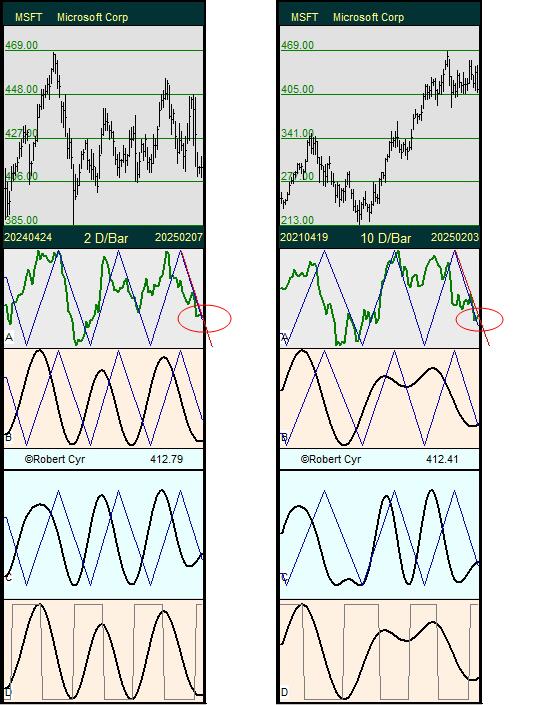 MSFT Microsoft Corp
469.00
448.00
427.00
406.00
385.00
20240424 2 D/Bar 20250207
A
B
©Robert Cyr 412.79
C
D
MSFT Microsoft Corp
469.00
405.00
341.00
277.00
213.00
20210419 10 D/Bar 20250203
A
B
©Robert Cyr 412.41
C
D